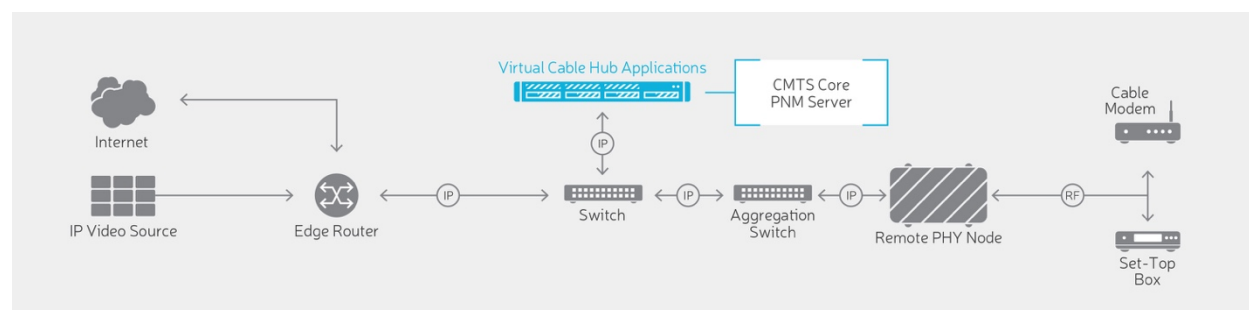 Virtual Cable Hub Applications
CMTS Core
PNM Server
Cable
Modem
Internet
IP
IP
IP
IP
RF
IP Video Source
Edge Router
Switch
Aggregation
Switch
Remote PHY Node
Set-Top
Box